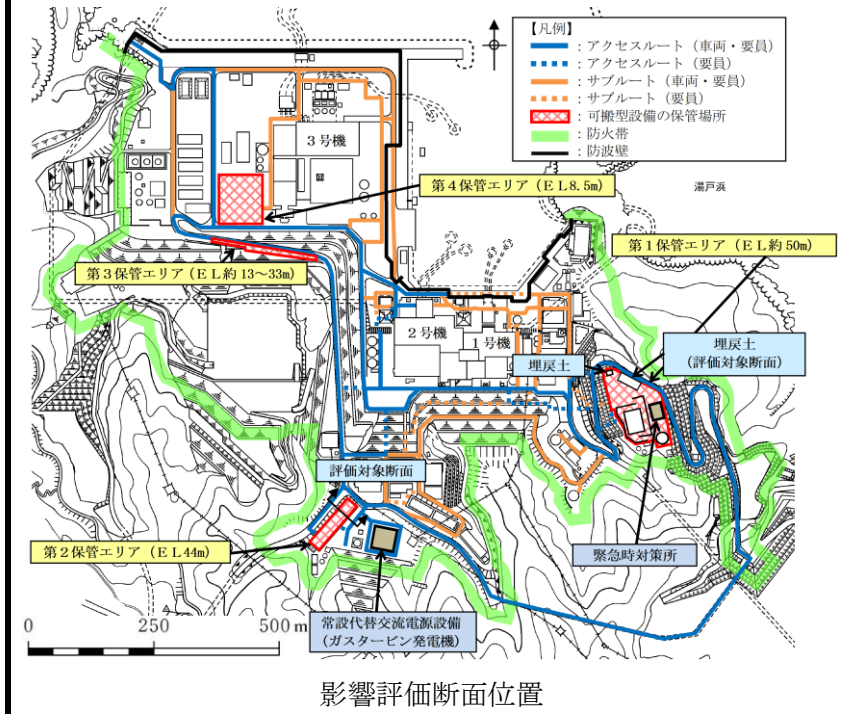 【凡例】
：アクセスルート（車両・要員）
：アクセスルート（要員）
：サブルート（車両・要員）
：サブルート（要員）
：可搬型設備の保管場所
：防火帯
：防波壁
３号機
第４保管エリア（ＥＬ8.5m）
湯戸浜
第１保管エリア（ＥＬ約 50m）
第３保管エリア（ＥＬ約 13～33m）
２号機
１号機
埋戻土
埋戻土
（評価対象断面）
評価対象断面
第２保管エリア（ＥＬ44m）
緊急時対策所
常設代替交流電源設備
（ガスタービン発電機）
0 250 500 m
影響評価断面位置